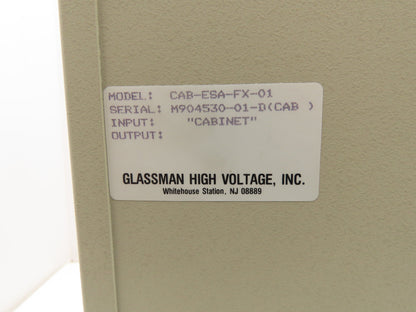 MODEL: CAB-ESA-FX-01
SERIAL: M904530-01-D(CAB )
INPUT: "CABINET"
OUTPUT:
GLASSMAN HIGH VOLTAGE, INC.
Whitehouse Station, NJ 08889